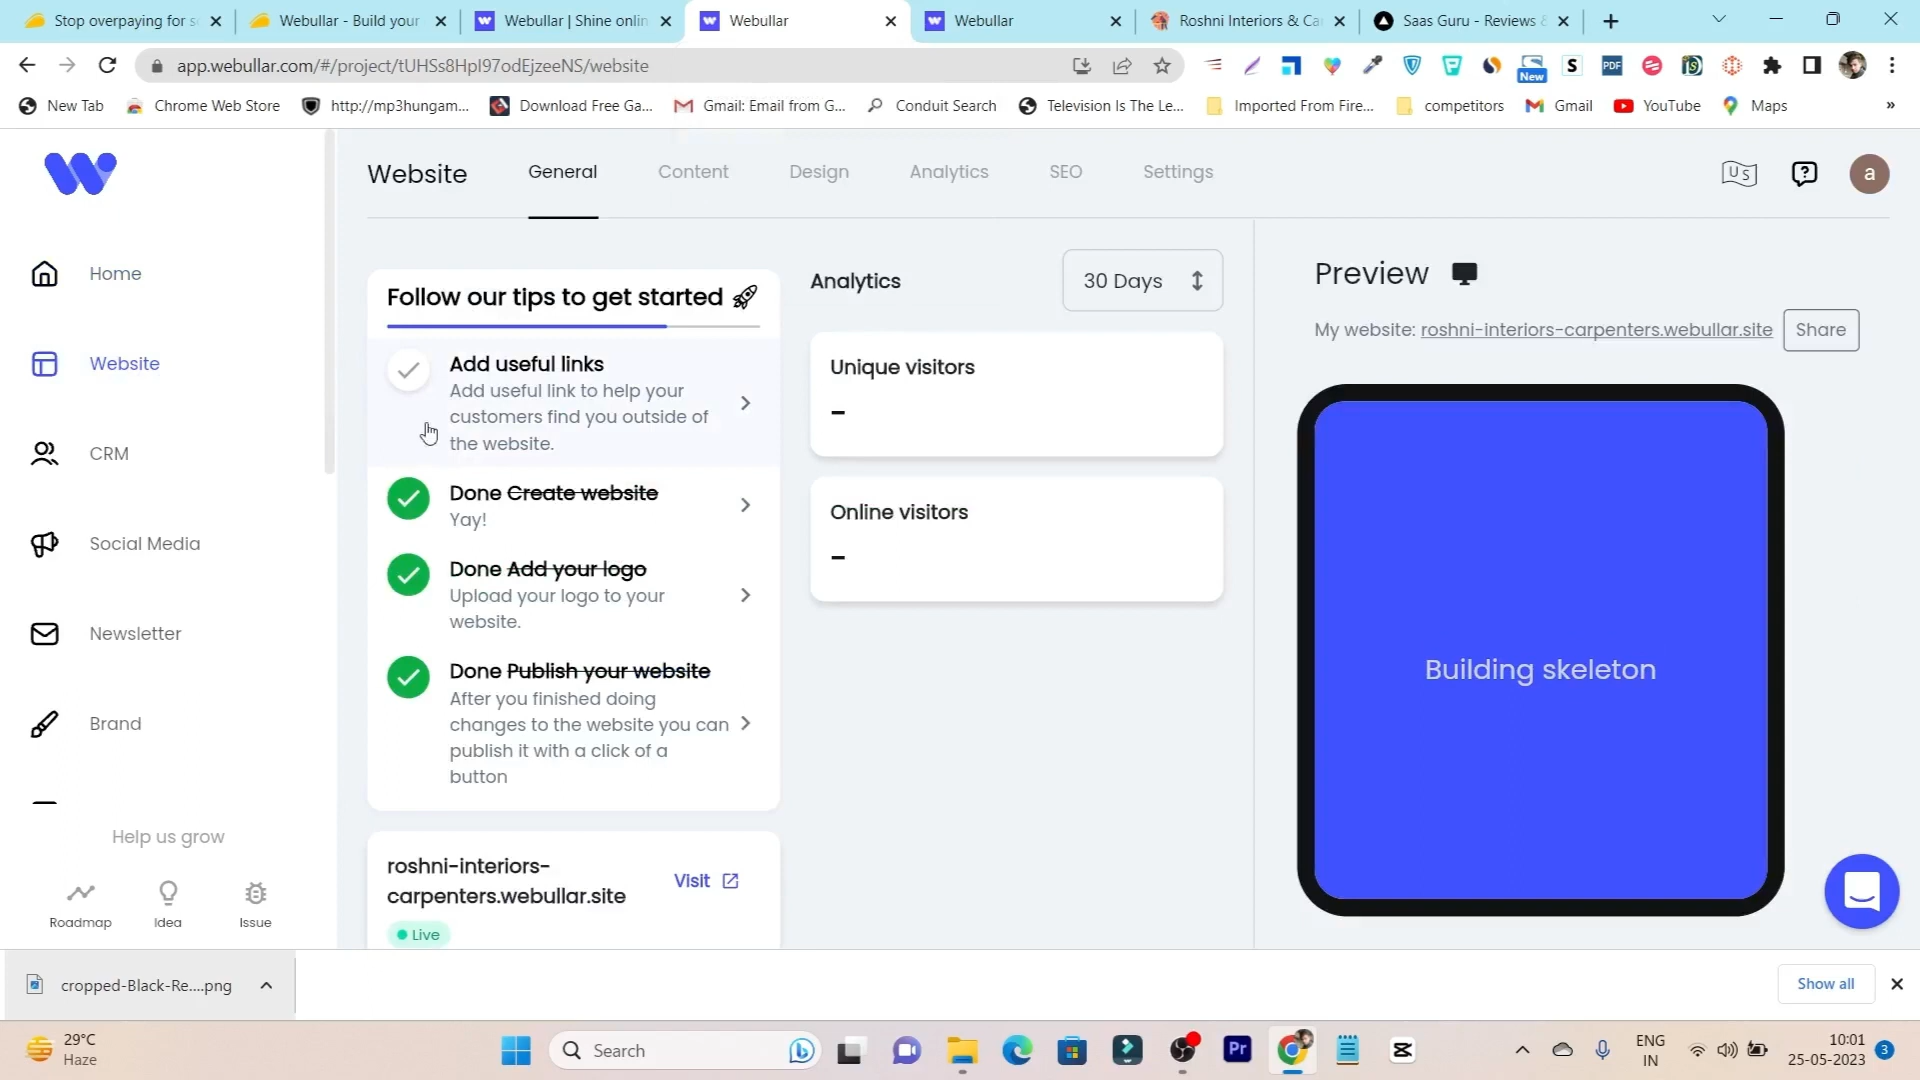 Stop overpaying for s
Webullar - Build your
Webullar | Shine onlin
Webullar
Webullar
Roshni Interiors & Ca
Saas Guru - Reviews &
app.webullar.com/#/project/tUHSs8HpI97odEjzeeNS/website
New
PDF
New Tab
Chrome Web Store
http://mp3hungam...
Download Free Ga...
Gmail: Email from G...
Conduit Search
Television Is The Le...
Imported From Fire...
competitors
Gmail
YouTube
Maps
»
Website
General
Content
Design
Analytics
SEO
Settings
US
a
Home
Website
CRM
Social Media
Newsletter
Brand
Help us grow
Roadmap
Idea
Issue
Follow our tips to get started
Add useful links
Add useful link to help your
customers find you outside of
the website.
Done Create website
Yay!
Done Add your logo
Upload your logo to your
website.
Done Publish your website
After you finished doing
changes to the website you can
publish it with a click of a
button
roshni-interiors-
carpenters.webullar.site
Visit
Live
Analytics
30 Days
Unique visitors
-
Online visitors
-
Preview
My website: roshni-interiors-carpenters.webullar.site
Share
Building skeleton
cropped-Black-Re....png
Show all
29°C
Haze
Search
Pr
ENG
IN
10:01
25-05-2023
3